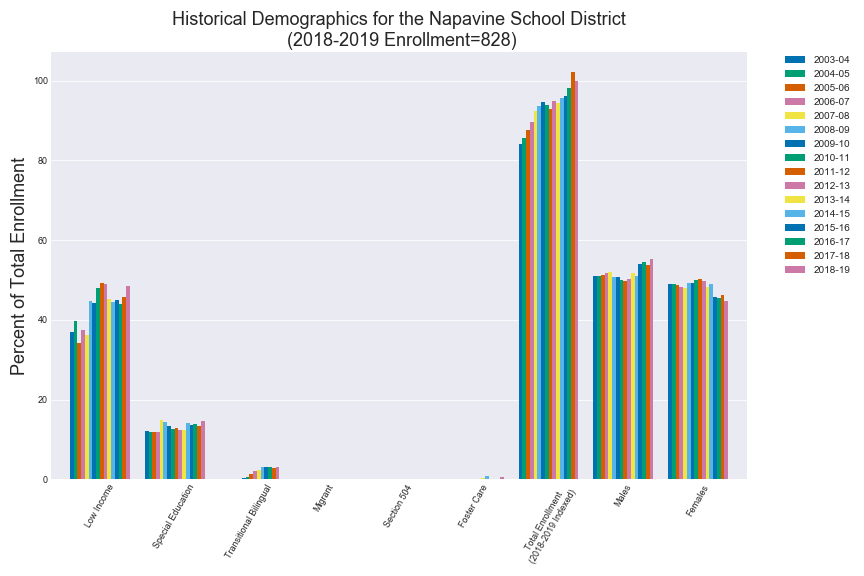 Historical Demographics for the Napavine School District
(2018-2019 Enrollment=828)
Percent of Total Enrollment
100
80
60
40
20
0
Low Income
Special Education
Transitional Bilingual
Migrant
Section 504
Foster Care
Total Enrollment
(2018-2019 Indexed)
Males
Females
2003-04
2004-05
2005-06
2006-07
2007-08
2008-09
2009-10
2010-11
2011-12
2012-13
2013-14
2014-15
2015-16
2016-17
2017-18
2018-19